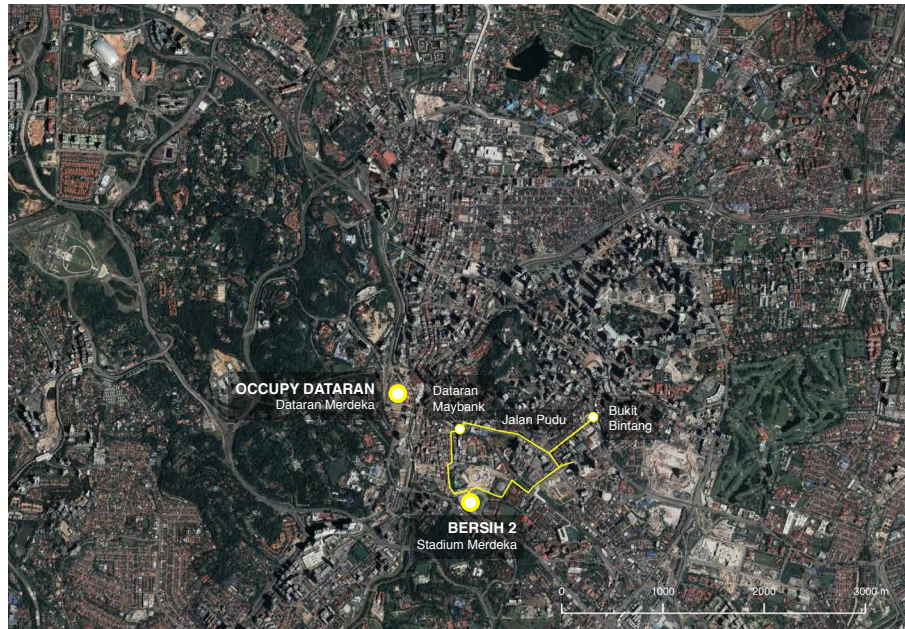 OCCUPY DATARAN
Dataran Merdeka
Dataran
Maybank
Jalan Pudu
Bukit
Bintang
BERSIH 2
Stadium Merdeka
0 1000 2000 3000 m